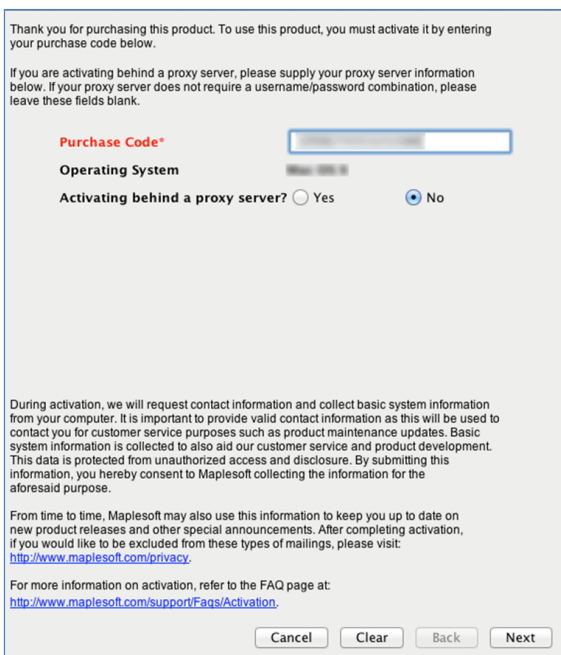 Thank you for purchasing this product. To use this product, you must activate it by entering
your purchase code below.
If you are activating behind a proxy server, please supply your proxy server information
below. If your proxy server does not require a username/password combination, please
leave these fields blank.
Purchase Code*
Operating System
Activating behind a proxy server? Yes No
During activation, we will request contact information and collect basic system information
from your computer. It is important to provide valid contact information as this will be used to
contact you for customer service purposes such as product maintenance updates. Basic
system information is collected to also aid our customer service and product development.
This data is protected from unauthorized access and disclosure. By submitting this
information, you hereby consent to Maplesoft collecting the information for the
aforesaid purpose.
From time to time, Maplesoft may also use this information to keep you up to date on
new product releases and other special announcements. After completing activation,
if you would like to be excluded from these types of mailings, please visit:
http://www.maplesoft.com/privacy.
For more information on activation, refer to the FAQ page at:
http://www.maplesoft.com/support/Faqs/Activation.
Cancel Clear Back Next